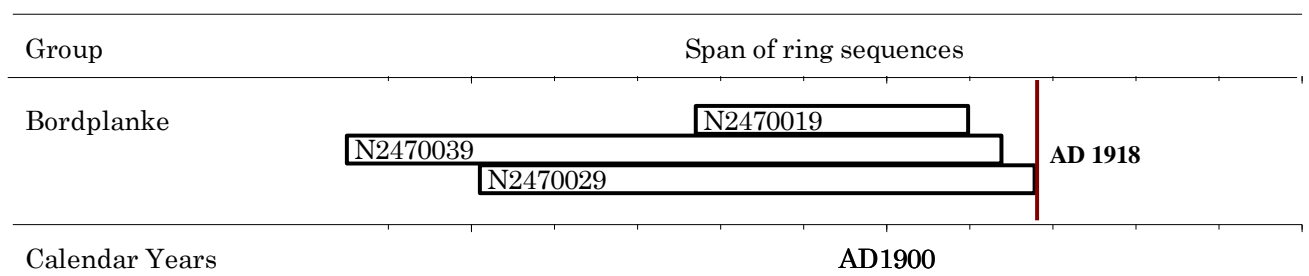 Group Span of ring sequences
Bordplanke
N2470019
N2470039
AD 1918
N2470029
Calendar Years AD1900